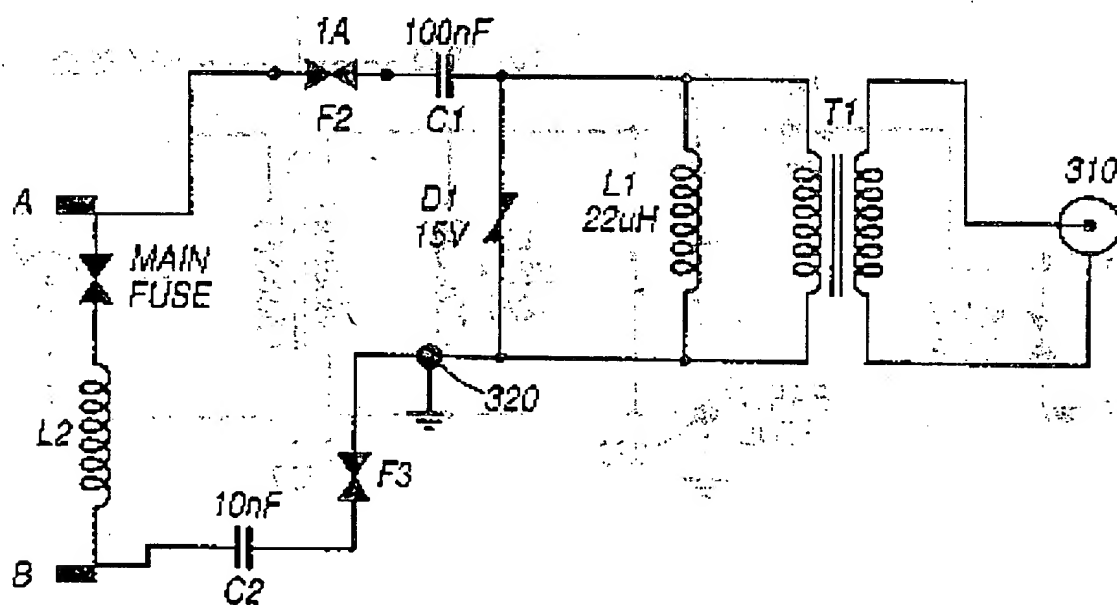 1A
100nF
F2
C1
T1
310
A
D1
15V
L1
22uH
MAIN
FUSE
320
L2
F3
10nF
B
C2